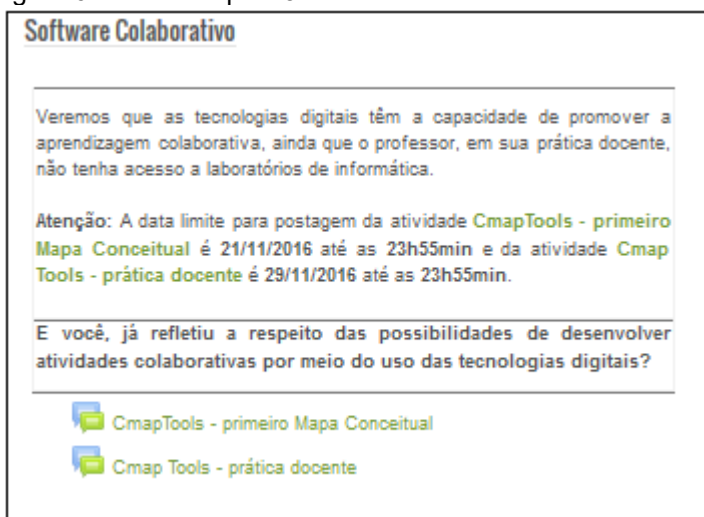 Software Colaborativo
Veremos que as tecnologias digitais têm a capacidade de promover a
aprendizagem colaborativa, ainda que o professor, em sua prática docente,
não tenha acesso a laboratórios de informática.
Atenção: A data limite para postagem da atividade CmapTools - primeiro
Mapa Conceitual é 21/11/2016 até as 23h55min e da atividade Cmap
Tools - prática docente é 29/11/2016 até as 23h55min.
E você, já refletiu a respeito das possibilidades de desenvolver
atividades colaborativas por meio do uso das tecnologias digitais?
CmapTools - primeiro Mapa Conceitual
Cmap Tools - prática docente